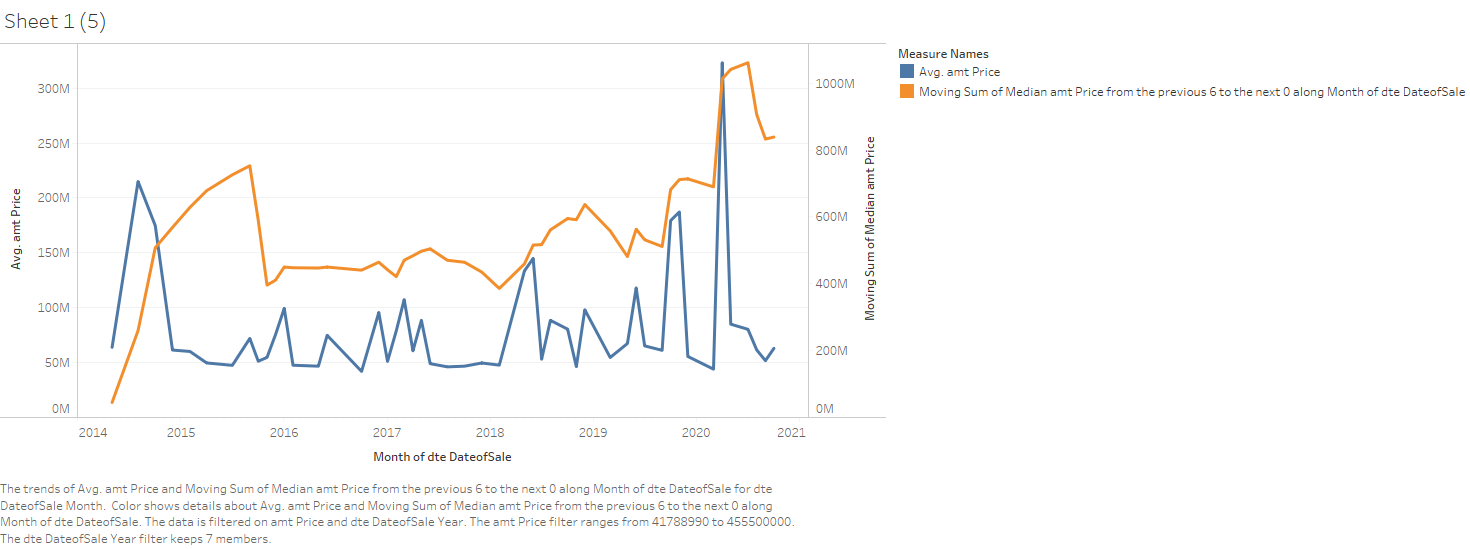 Sheet 1 (5)
Measure Names
Avg. amt Price
Moving Sum of Median amt Price from the previous 6 to the next 0 along Month of dte DateofSale
Avg. amt Price
300M
250M
200M
150M
100M
50M
0M
1000M
800M
600M
400M
200M
0M
Moving Sum of Median amt Price
2014 2015 2016 2017 2018 2019 2020 2021
Month of dte DateofSale
The trends of Avg. amt Price and Moving Sum of Median amt Price from the previous 6 to the next 0 along Month of dte DateofSale for dte
DateofSale Month. Color shows details about Avg. amt Price and Moving Sum of Median amt Price from the previous 6 to the next 0 along
Month of dte DateofSale. The data is filtered on amt Price and dte DateofSale Year. The amt Price filter ranges from 41788990 to 455500000.
The dte DateofSale Year filter keeps 7 members.